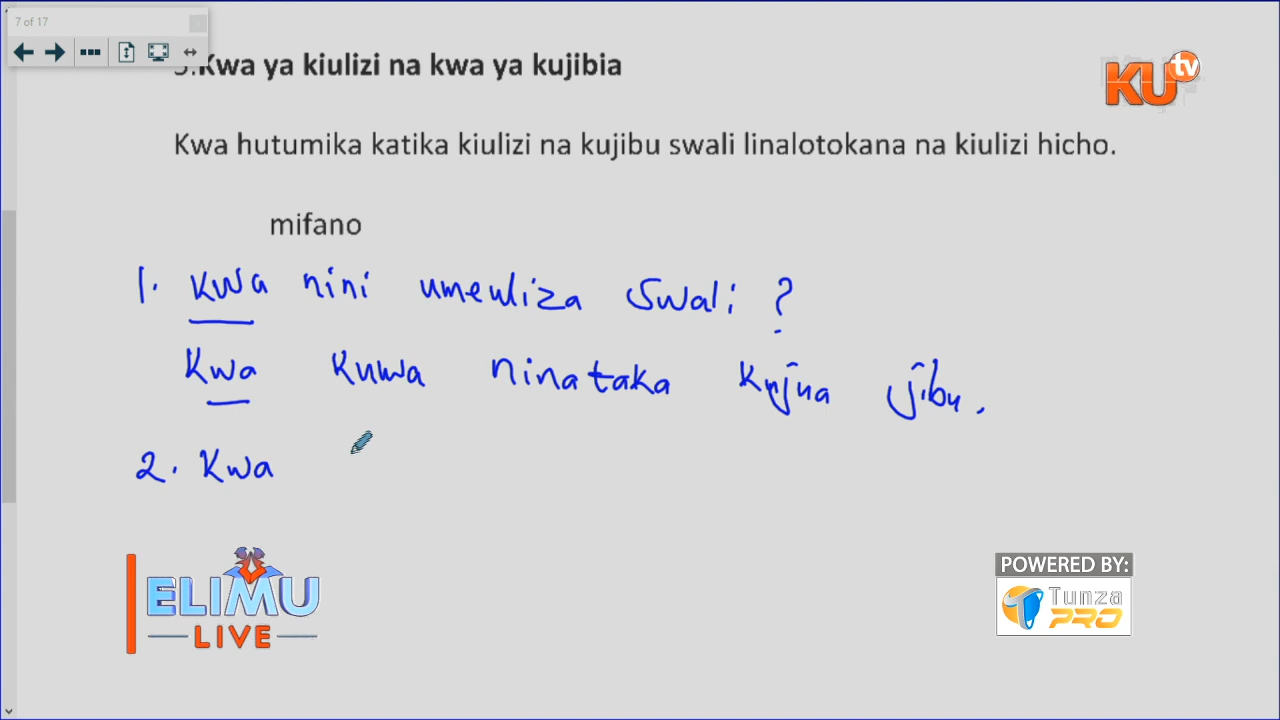 7 of 17
KU tv
Kwa ya kiulizi na kwa ya kujibia
Kwa hutumika katika kiulizi na kujibu swali linalotokana na kiulizi hicho.
mifano
1. Kwa nini umeuliza swali ?
Kwa kuwa ninataka kujua jibu.
2. Kwa
ELIMU
LIVE
POWERED BY:
Tunza
PRO